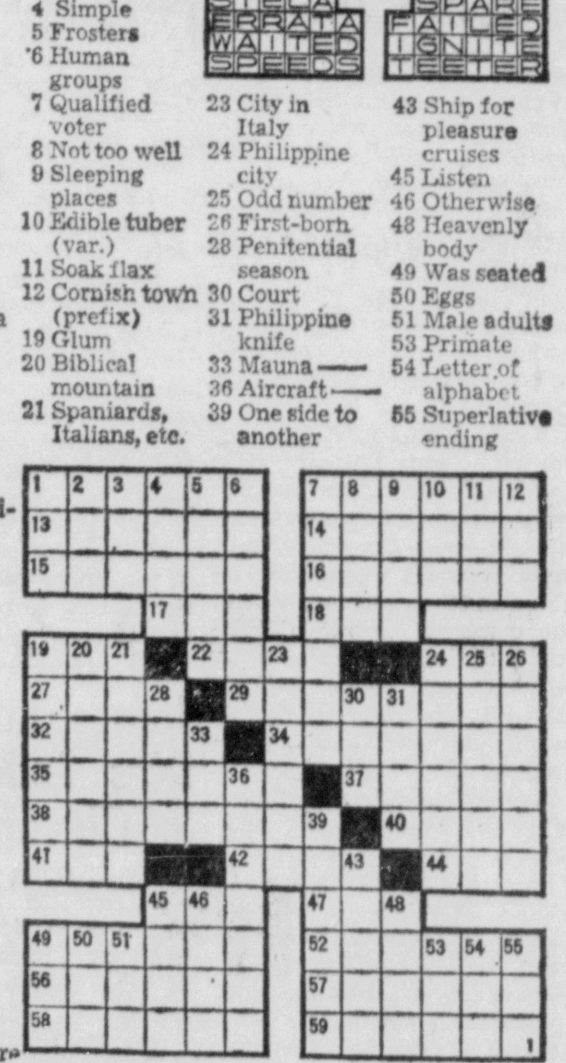 4 Simple
5 Frosters
6 Human
groups
7 Qualified
voter
8 Not too well
9 Sleeping
places
10 Edible tuber
(var.)
11 Soak flax
12 Cornish town
(prefix)
19 Glum
20 Biblical
mountain
21 Spaniards,
Italians, etc.
STELA
ERRATA
WAITED
SPEEDS
SPARE
FAILED
IGNITE
TEETER
23 City in
Italy
24 Philippine
city
25 Odd number
26 First-born
28 Penitential
season
30 Court
31 Philippine
knife
33 Mauna —
36 Aircraft —
39 One side to
another
43 Ship for
pleasure
cruises
45 Listen
46 Otherwise
48 Heavenly
body
49 Was seated
50 Eggs
51 Male adults
53 Primate
54 Letter of
alphabet
55 Superlative
ending
1 2 3 4 5 6 7 8 9 10 11 12
13 14
15 16
17 18
19 20 21 22 23 24 25 26
27 28 29 30 31
32 33 34
35 36 37
38 39 40
41 42 43 44
45 46 47 48
49 50 51 52 53 54 55
56 57
58 59
1